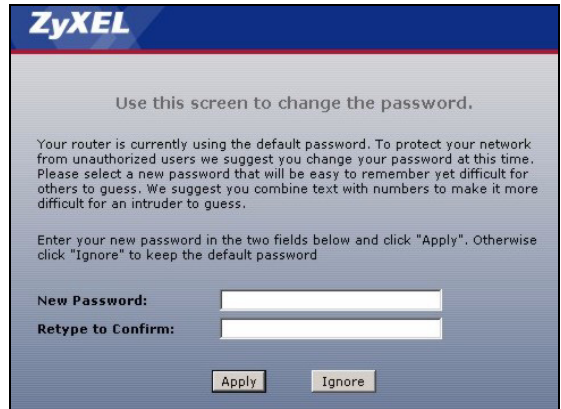 ZyXEL
Use this screen to change the password.
Your router is currently using the default password. To protect your network
from unauthorized users we suggest you change your password at this time.
Please select a new password that will be easy to remember yet difficult for
others to guess. We suggest you combine text with numbers to make it more
difficult for an intruder to guess.
Enter your new password in the two fields below and click "Apply". Otherwise
click "Ignore" to keep the default password
New Password:
Retype to Confirm:
Apply Ignore